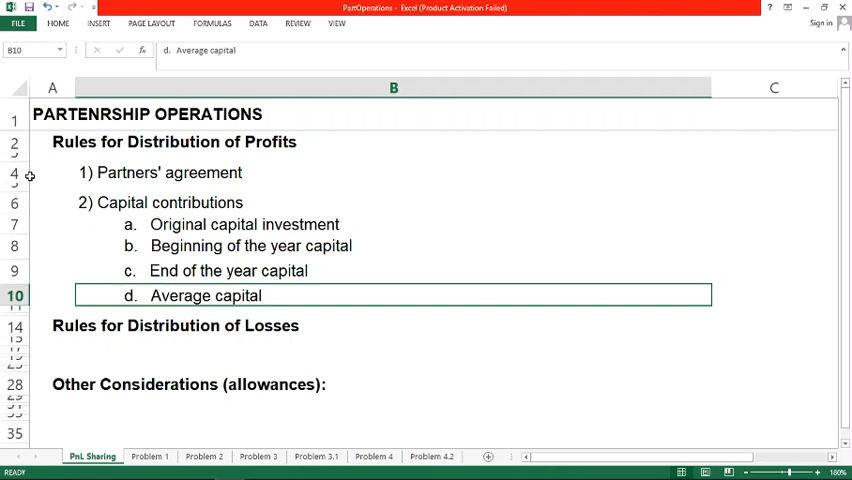 PartOperations - Excel (Product Activation Failed)
FILE HOME INSERT PAGE LAYOUT FORMULAS DATA REVIEW VIEW Sign in
B10 fx d. Average capital
A B C
1 PARTENRSHIP OPERATIONS
2 Rules for Distribution of Profits
4 1) Partners' agreement
6 2) Capital contributions
7 a. Original capital investment
8 b. Beginning of the year capital
9 c. End of the year capital
10 d. Average capital
14 Rules for Distribution of Losses
28 Other Considerations (allowances):
35
PnL Sharing Problem 1 Problem 2 Problem 3 Problem 3.1 Problem 4 Problem 4.2
READY 180%